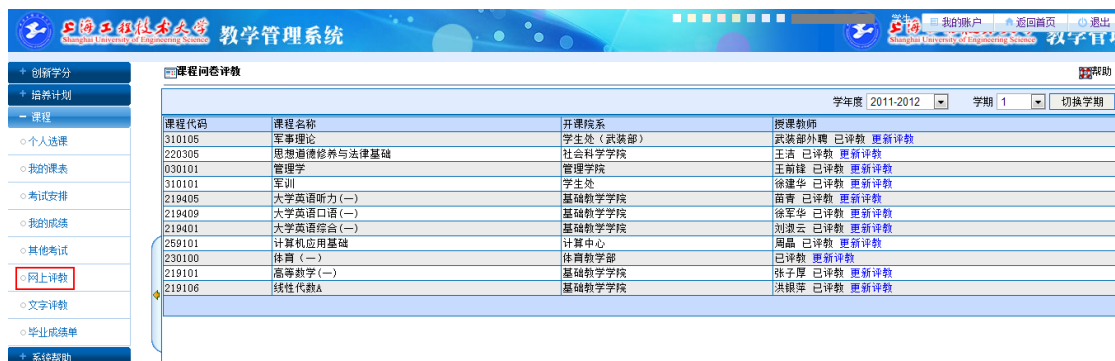 上海工程技术大学 教学管理系统
Shanghai University of Engineering Science
我的账户 返回首页 退出
Shanghai University of Engineering Science
+ 创新学分
+ 培养计划
- 课程
个人选课
我的课表
考试安排
我的成绩
其他考试
网上评教
文字评教
毕业成绩单
+ 系统帮助
课程问卷评教 帮助
学年度 2011-2012 学期 1 切换学期
课程代码 课程名称 开课院系 授课教师
310105 军事理论 学生处（武装部） 武装部外聘 已评教 更新评教
220305 思想道德修养与法律基础 社会科学学院 王洁 已评教 更新评教
030101 管理学 管理学院 王前锋 已评教 更新评教
310101 军训 学生处 徐建华 已评教 更新评教
219405 大学英语听力(一) 基础教学学院 苗青 已评教 更新评教
219409 大学英语口语(一) 基础教学学院 徐军华 已评教 更新评教
219401 大学英语综合(一) 基础教学学院 刘淑云 已评教 更新评教
259101 计算机应用基础 计算中心 周晶 已评教 更新评教
230100 体育（一） 体育教学部 已评教 更新评教
219101 高等数学(一) 基础教学学院 张子厚 已评教 更新评教
219106 线性代数A 基础教学学院 洪银萍 已评教 更新评教